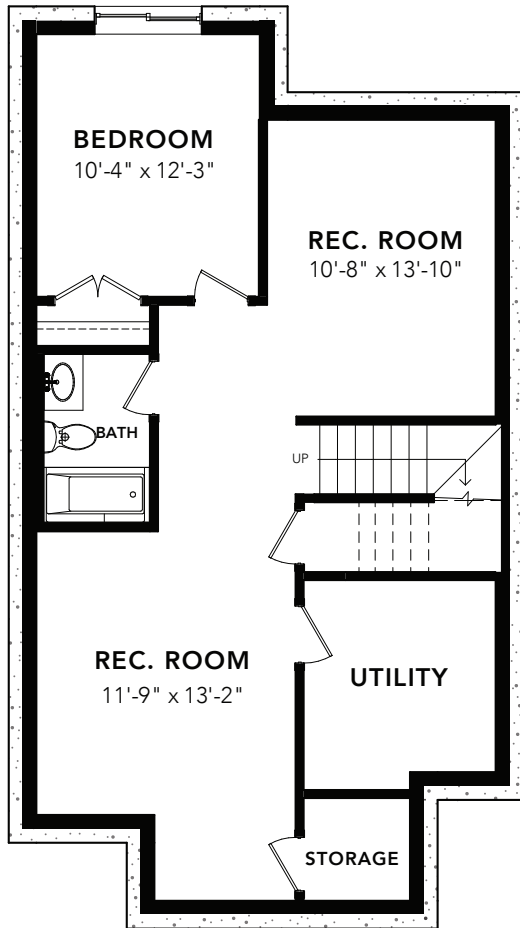 BEDROOM
10'-4" x 12'-3"
REC. ROOM
10'-8" x 13'-10"
BATH
UP
REC. ROOM
11'-9" x 13'-2"
UTILITY
STORAGE